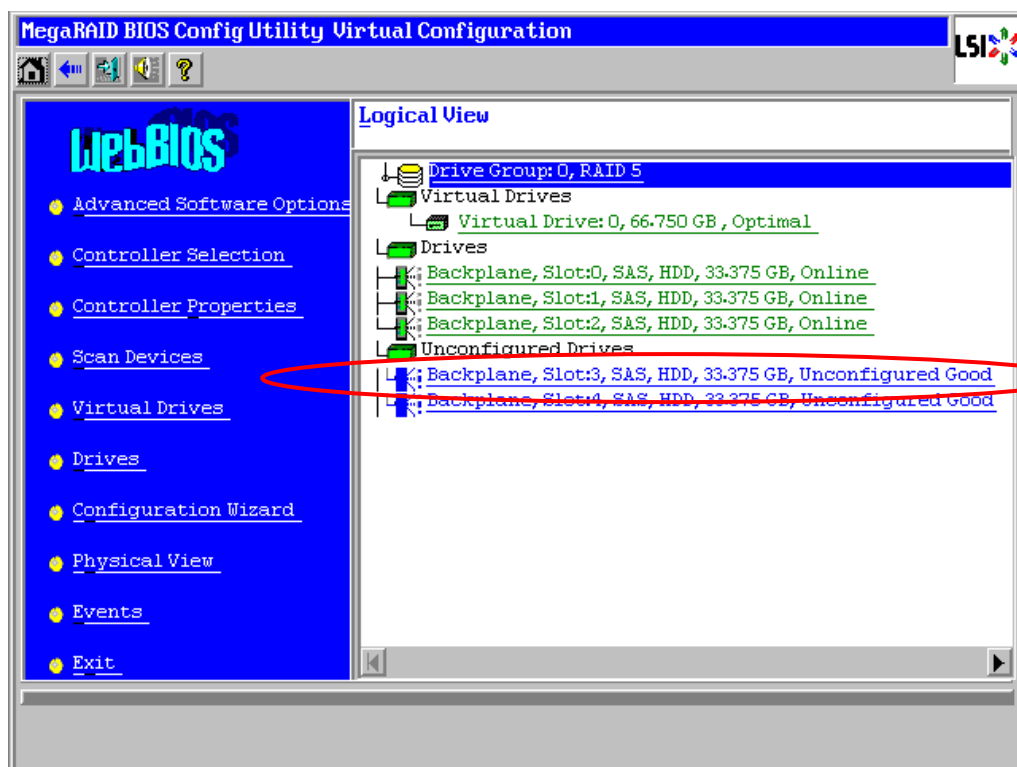 MegaRAID BIOS Config Utility Virtual Configuration
LSI
WebBIOS
Logical View
Advanced Software Options
Controller Selection
Controller Properties
Scan Devices
Virtual Drives
Drives
Configuration Wizard
Physical View
Events
Exit
Drive Group: 0, RAID 5
Virtual Drives
Virtual Drive: 0, 66.750 GB , Optimal
Drives
Backplane, Slot:0, SAS, HDD, 33.375 GB, Online
Backplane, Slot:1, SAS, HDD, 33.375 GB, Online
Backplane, Slot:2, SAS, HDD, 33.375 GB, Online
Unconfigured Drives
Backplane, Slot:3, SAS, HDD, 33.375 GB, Unconfigured Good
Backplane, Slot:4, SAS, HDD, 33.375 GB, Unconfigured Good